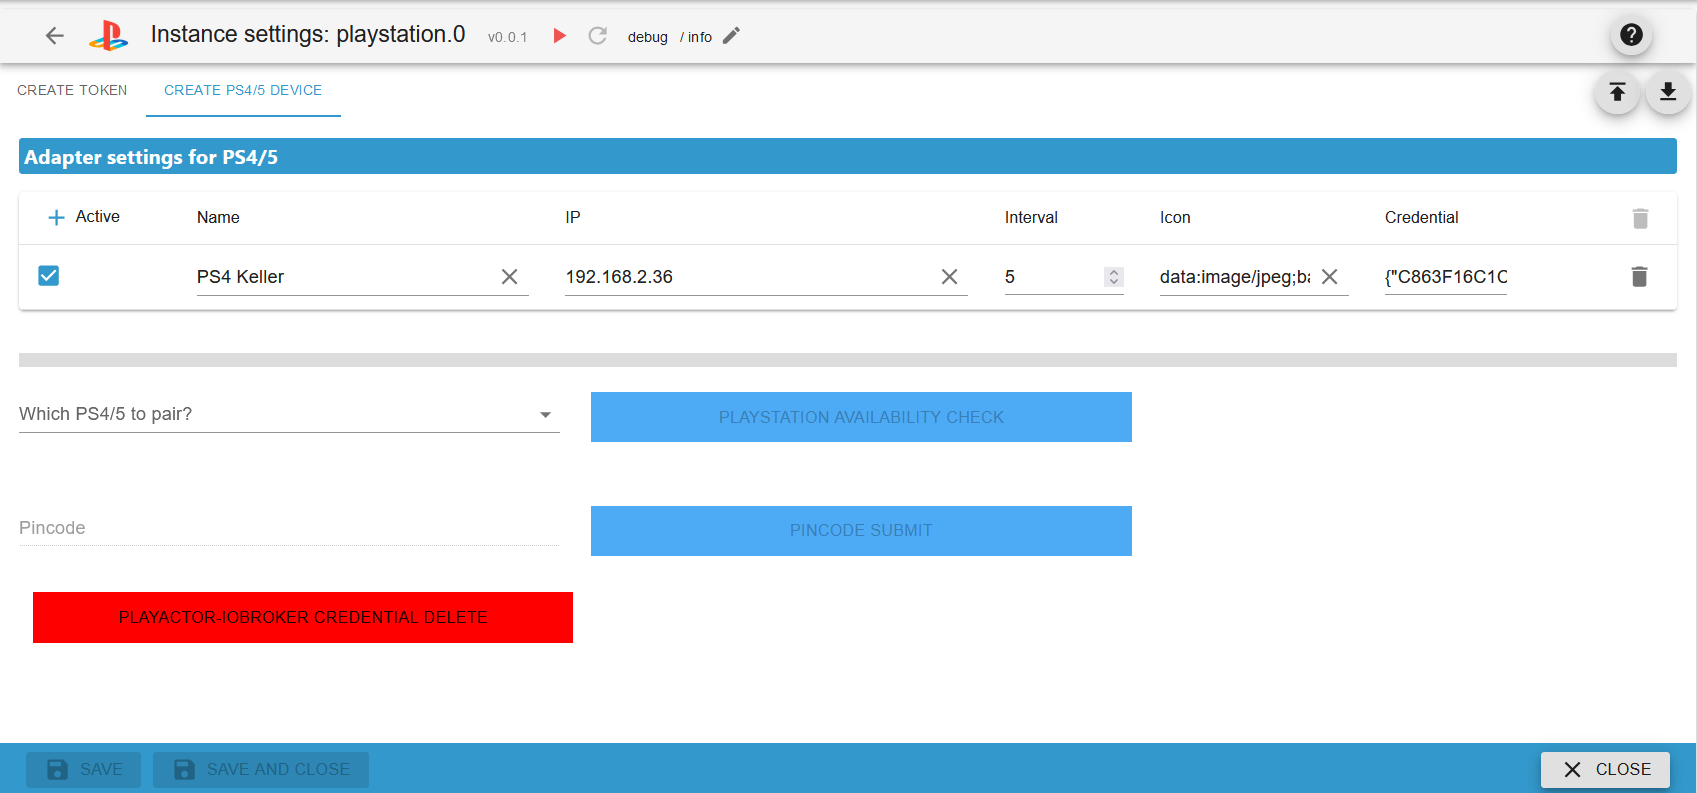 Instance settings: playstation.0 v0.0.1 debug / info
CREATE TOKEN CREATE PS4/5 DEVICE
Adapter settings for PS4/5
Active Name IP Interval Icon Credential
PS4 Keller 192.168.2.36 5 data:image/jpeg;ba {"C863F16C1C
Which PS4/5 to pair? PLAYSTATION AVAILABILITY CHECK
Pincode PINCODE SUBMIT
PLAYACTOR-IOBROKER CREDENTIAL DELETE
SAVE SAVE AND CLOSE CLOSE